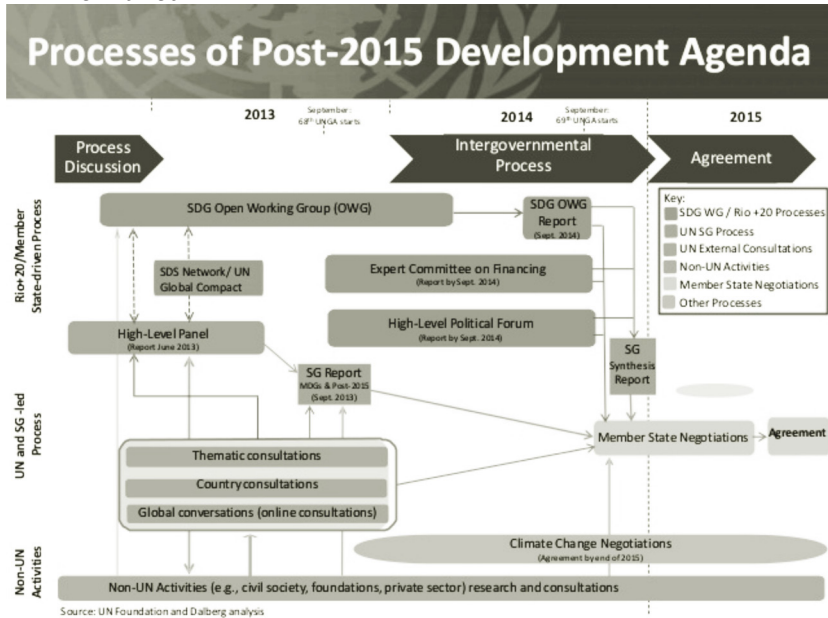 Processes of Post-2015 Development Agenda
2013
September:
68th UNGA starts
2014
September:
69th UNGA starts
2015
Process
Discussion
Intergovernmental
Process
Agreement
Rio+20/Member
State-driven Process
SDG Open Working Group (OWG)
SDG OWG
Report
(Sept. 2014)
Key:
SDG WG / Rio +20 Processes
UN SG Process
UN External Consultations
Non-UN Activities
Member State Negotiations
Other Processes
SDS Network/ UN
Global Compact
Expert Committee on Financing
(Report by Sept. 2014)
High-Level Panel
(Report June 2013)
High-Level Political Forum
(Report by Sept. 2014)
SG
Synthesis
Report
SG Report
MDGs & Post-2015
(Sept. 2013)
UN and SG -led
Process
Member State Negotiations
Agreement
Thematic consultations
Country consultations
Global conversations (online consultations)
Climate Change Negotiations
(Agreement by end of 2015)
Non-UN
Activities
Non-UN Activities (e.g., civil society, foundations, private sector) research and consultations
Source: UN Foundation and Dalberg analysis